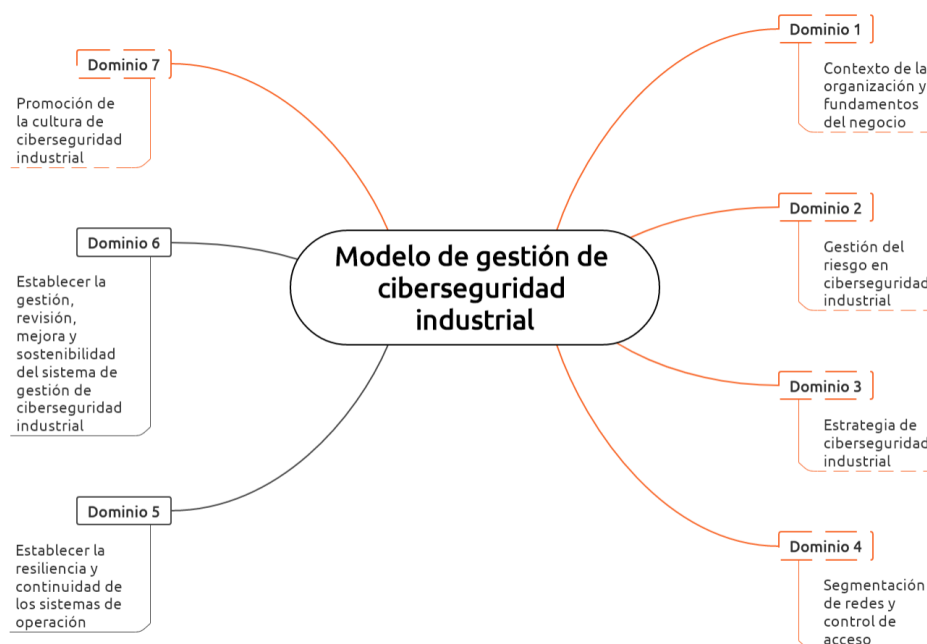 Modelo de gestión de
ciberseguridad
industrial
Dominio 1
Contexto de la
organización y
fundamentos
del negocio
Dominio 2
Gestión del
riesgo en
ciberseguridad
industrial
Dominio 3
Estrategia de
ciberseguridad
industrial
Dominio 4
Segmentación
de redes y
control de
acceso
Dominio 5
Establecer la
resiliencia y
continuidad de
los sistemas de
operación
Dominio 6
Establecer la
gestión,
revisión,
mejora y
sostenibilidad
del sistema de
gestión de
ciberseguridad
industrial
Dominio 7
Promoción de
la cultura de
ciberseguridad
industrial